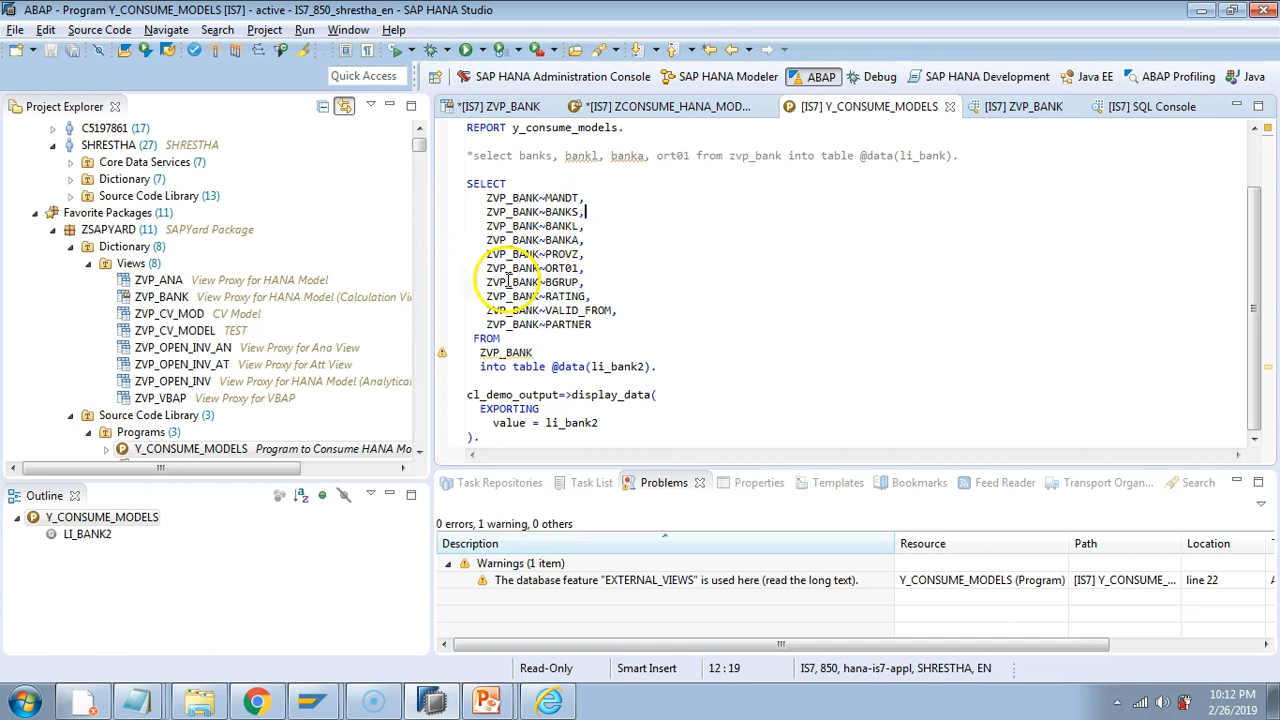 ABAP - Program Y_CONSUME_MODELS [IS7] - active - IS7_850_shrestha_en - SAP HANA Studio
File Edit Source Code Navigate Search Project Run Window Help
Quick Access
SAP HANA Administration Console SAP HANA Modeler ABAP Debug SAP HANA Development Java EE ABAP Profiling Java
Project Explorer
C5197861 (17)
SHRESTHA (27) SHRESTHA
Core Data Services (7)
Dictionary (7)
Source Code Library (13)
Favorite Packages (11)
ZSAPYARD (11) SAPYard Package
Dictionary (8)
Views (8)
ZVP_ANA View Proxy for HANA Model
ZVP_BANK View Proxy for HANA Model (Calculation View
ZVP_CV_MOD CV Model
ZVP_CV_MODEL TEST
ZVP_OPEN_INV_AN View Proxy for Ana View
ZVP_OPEN_INV_AT View Proxy for Att View
ZVP_OPEN_INV View Proxy for HANA Model (Analytical
ZVP_VBAP View Proxy for VBAP
Source Code Library (3)
Programs (3)
Y_CONSUME_MODELS Program to Consume HANA Mo
Outline
Y_CONSUME_MODELS
LI_BANK2
*[IS7] ZVP_BANK *[IS7] ZCONSUME_HANA_MOD... [IS7] Y_CONSUME_MODELS [IS7] ZVP_BANK [IS7] SQL Console
REPORT y_consume_models.
*select banks, bankl, banka, ort01 from zvp_bank into table @data(li_bank).
SELECT
ZVP_BANK~MANDT,
ZVP_BANK~BANKS,
ZVP_BANK~BANKL,
ZVP_BANK~BANKA,
ZVP_BANK~PROVZ,
ZVP_BANK~ORT01,
ZVP_BANK~BGRUP,
ZVP_BANK~RATING,
ZVP_BANK~VALID_FROM,
ZVP_BANK~PARTNER
FROM
ZVP_BANK
into table @data(li_bank2).
cl_demo_output=>display_data(
EXPORTING
value = li_bank2
).
Task Repositories Task List Problems Properties Templates Bookmarks Feed Reader Transport Organ... Search
0 errors, 1 warning, 0 others
Description Resource Path Location
Warnings (1 item)
The database feature "EXTERNAL_VIEWS" is used here (read the long text). Y_CONSUME_MODELS (Program) [IS7] Y_CONSUME_... line 22
Read-Only Smart Insert 12 : 19 IS7, 850, hana-is7-appl, SHRESTHA, EN
10:12 PM
2/26/2019